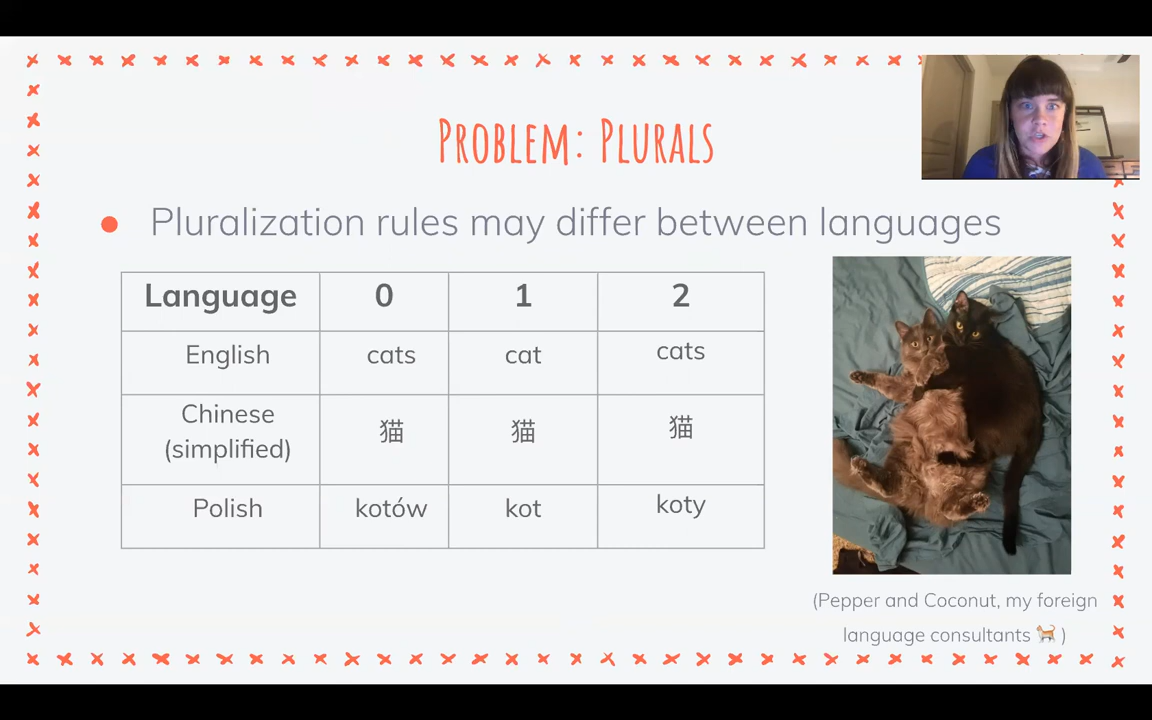 Problem: Plurals
● Pluralization rules may differ between languages
Language 0 1 2
English cats cat cats
Chinese
(simplified) 猫 猫 猫
Polish kotów kot koty
(Pepper and Coconut, my foreign
language consultants 🐈 )